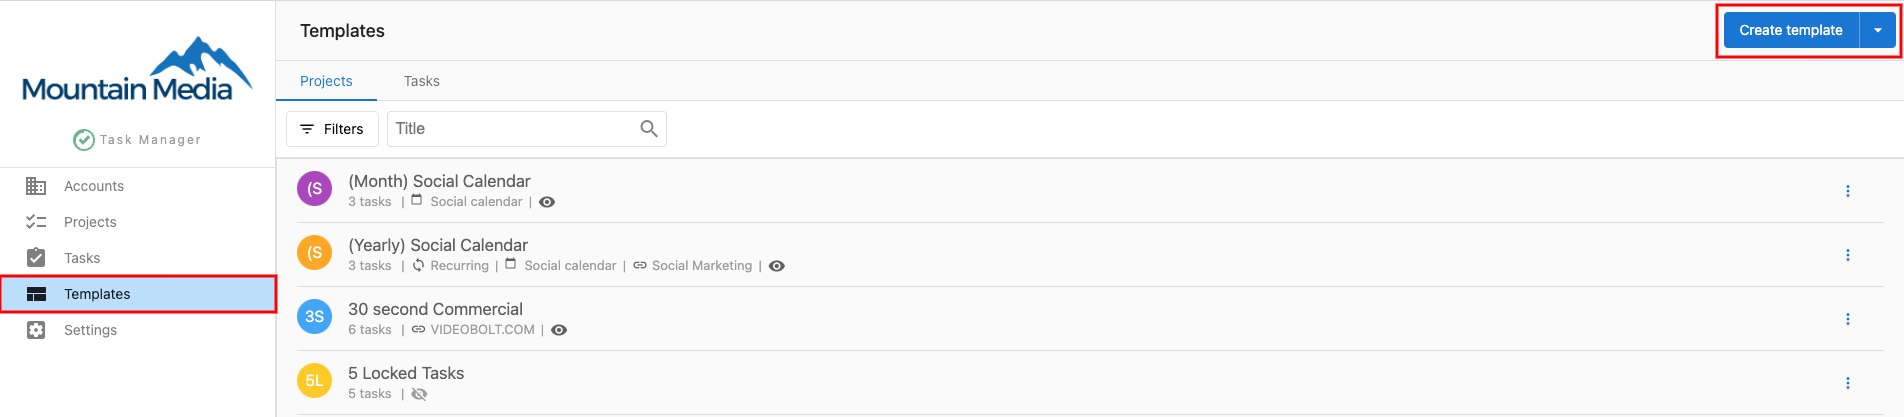 Mountain Media
Task Manager
Accounts
Projects
Tasks
Templates
Settings
Templates
Create template
Projects
Tasks
Filters
Title
(S
(Month) Social Calendar
3 tasks | Social calendar |
(S
(Yearly) Social Calendar
3 tasks | Recurring | Social calendar | Social Marketing |
3S
30 second Commercial
6 tasks | VIDEOBOLT.COM |
5L
5 Locked Tasks
5 tasks |